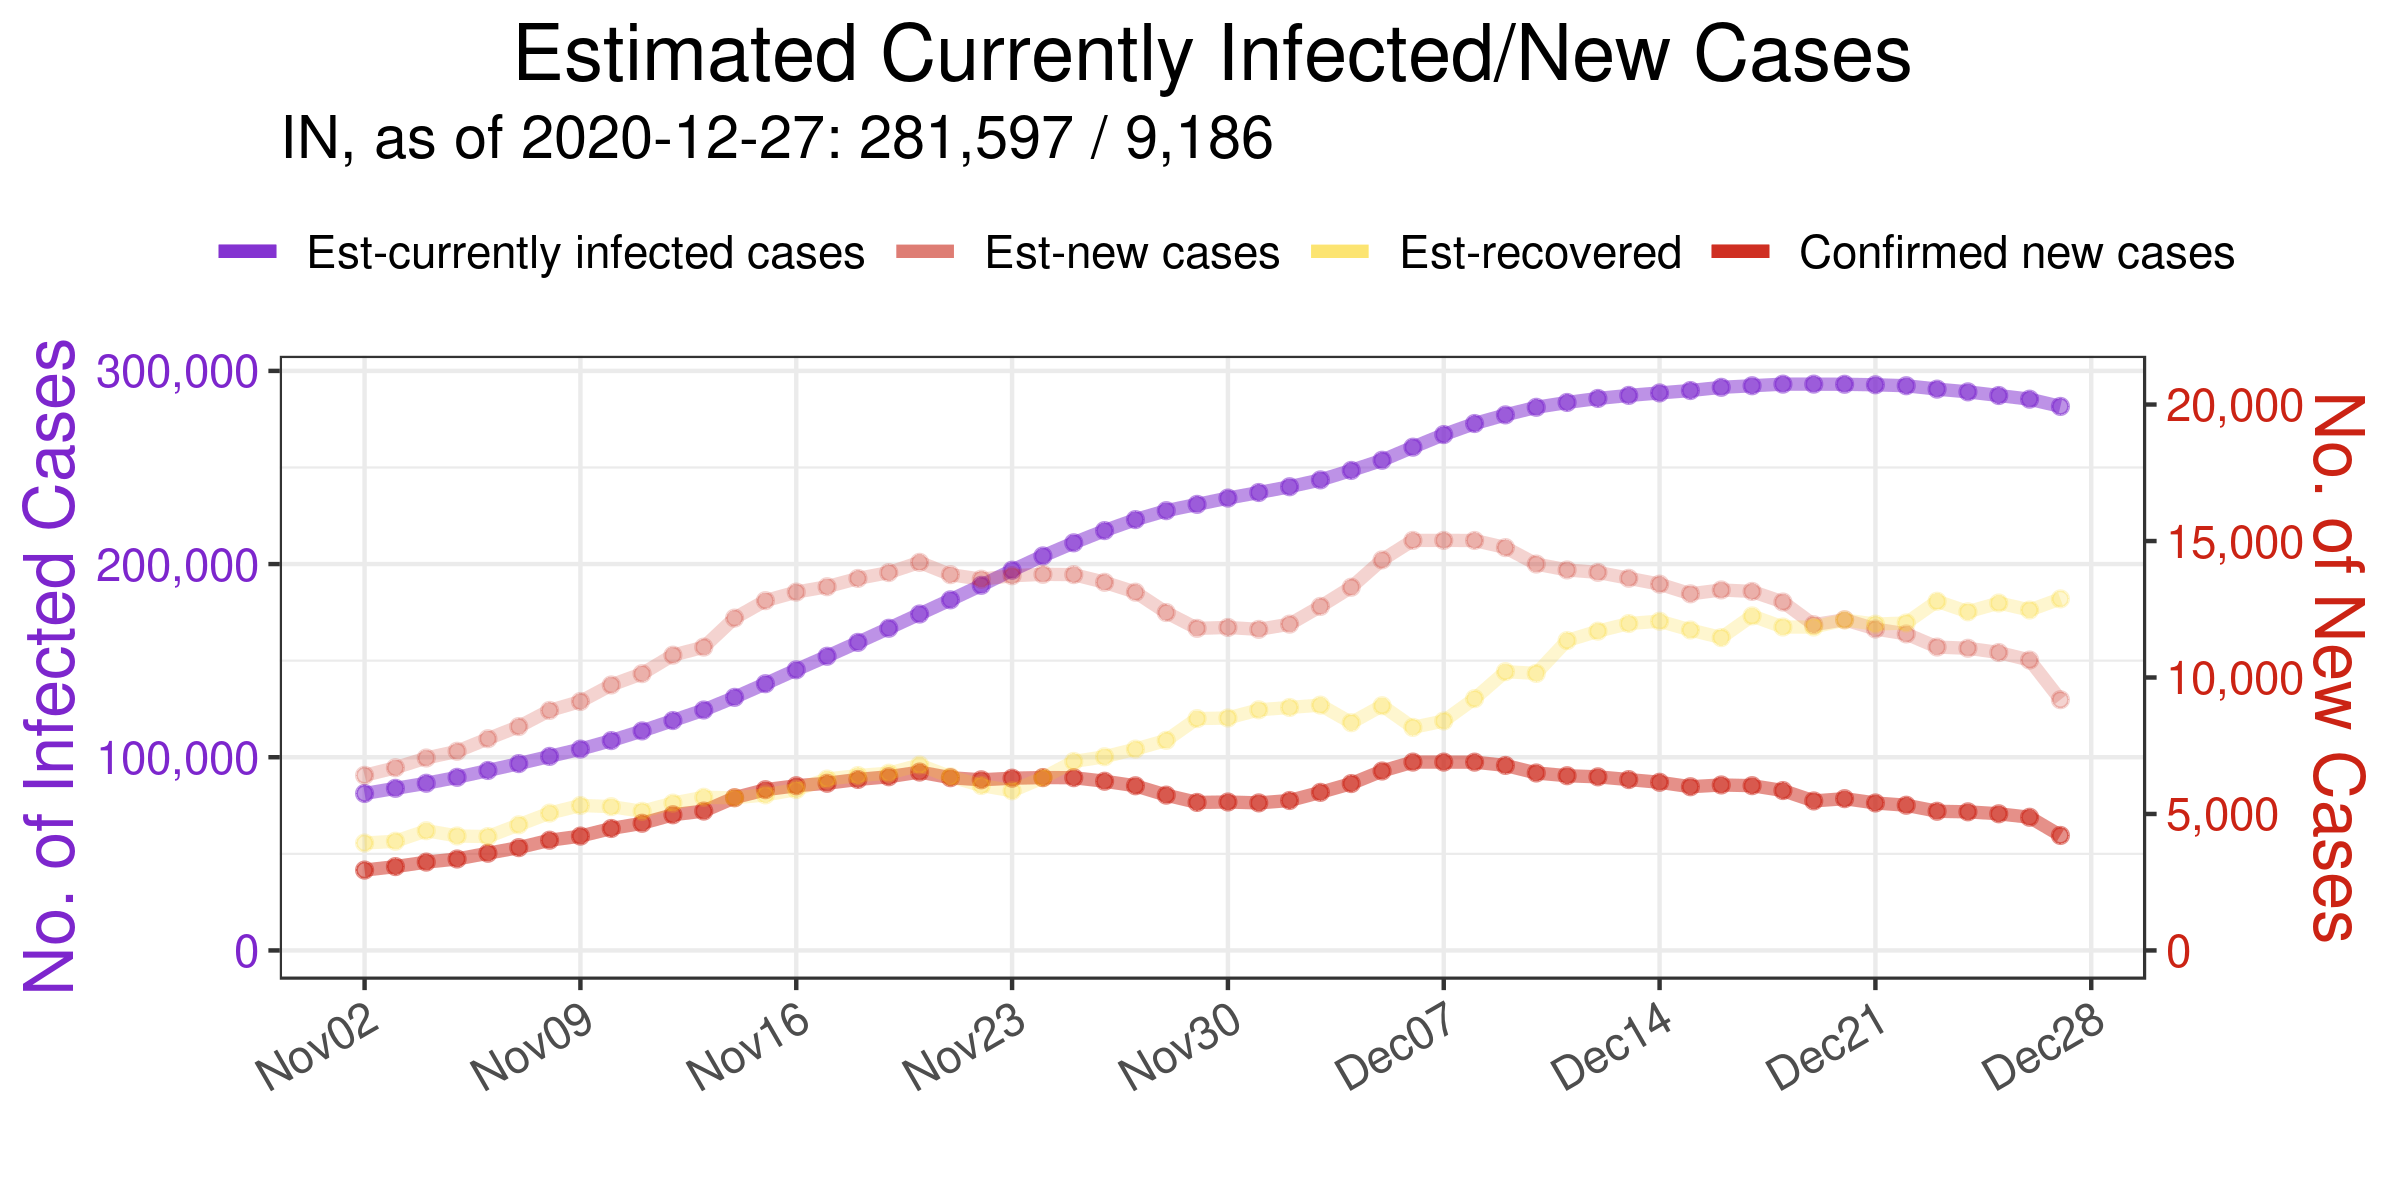 Estimated Currently Infected/New Cases
IN, as of 2020-12-27: 281,597 / 9,186
Est-currently infected cases Est-new cases Est-recovered Confirmed new cases
No. of Infected Cases
300,000
200,000
100,000
0
20,000
15,000
10,000
5,000
0
No. of New Cases
Nov02 Nov09 Nov16 Nov23 Nov30 Dec07 Dec14 Dec21 Dec28